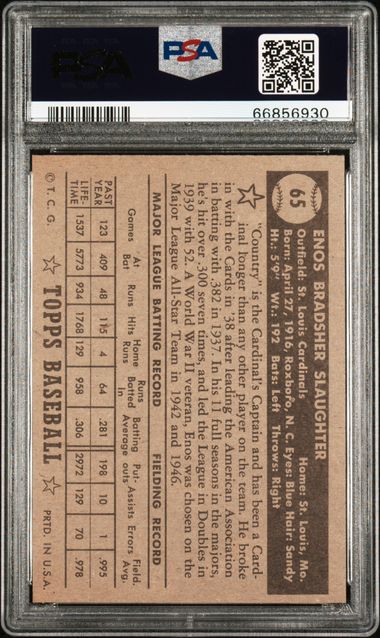 PSA
PSA
66856930
65
ENOS BRADSHER SLAUGHTER
Outfield: St. Louis Cardinals Home: St. Louis, Mo.
Born: April 27, 1916, Roxboro, N. C. Eyes: Blue Hair: Sandy
Ht.: 5'9" Wt.: 192 Bats: Left Throws: Right
"Country" is the Cardinal's Captain and has been a Card-
inal longer than any other player on the team. He broke
in with the Cards in '38 after leading the American Association
in batting with .382 in 1937. In his 11 full seasons in the majors,
he's hit over .300 seven times, and led the League in Doubles in
1939 with 52. A World War II veteran, Enos was chosen on the
Major League All-Star Team in 1942 and 1946.
MAJOR LEAGUE BATTING RECORD FIELDING RECORD
Games At Bat Runs Hits Home Runs Runs Batted In Batting Average Put-outs Assists Errors Field. Avg.
PAST YEAR 123 409 48 115 4 64 .281 198 10 1 .995
LIFE-TIME 1537 5773 934 1768 129 958 .306 2972 129 70 .978
© T. C. G. TOPPS BASEBALL PRTD. IN U.S.A.